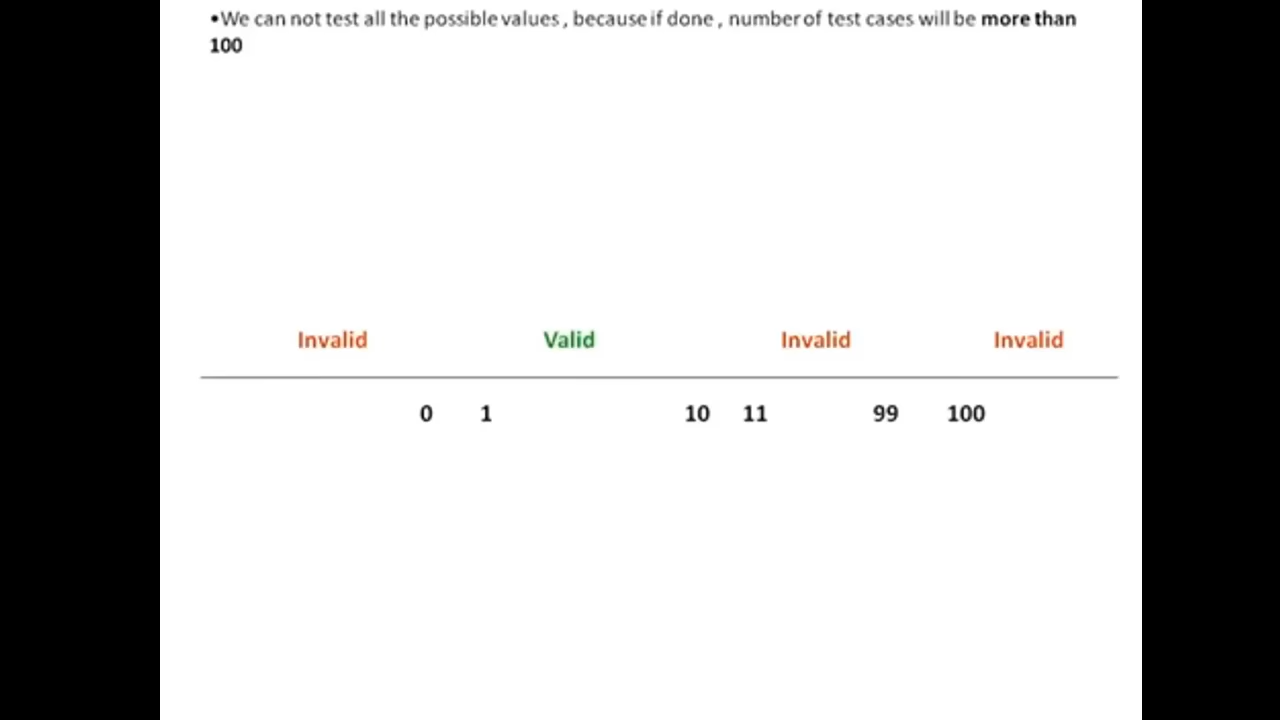 •We can not test all the possible values , because if done , number of test cases will be more than
100
Invalid Valid Invalid Invalid
0 1 10 11 99 100